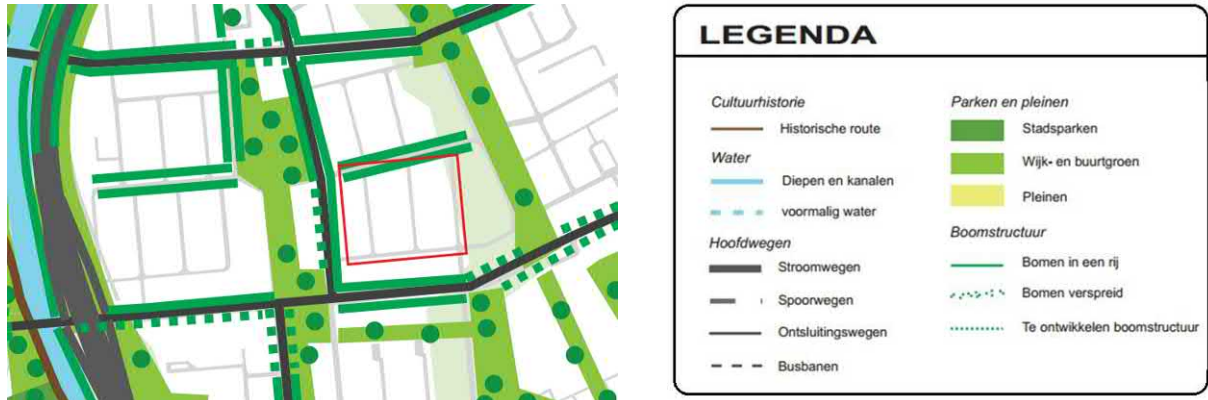 LEGENDA
Cultuurhistorie
Historische route
Water
Diepen en kanalen
voormalig water
Hoofdwegen
Stroomwegen
Spoorwegen
Ontsluitingswegen
Busbanen
Parken en pleinen
Stadsparken
Wijk- en buurtgroen
Pleinen
Boomstructuur
Bomen in een rij
Bomen verspreid
Te ontwikkelen boomstructuur